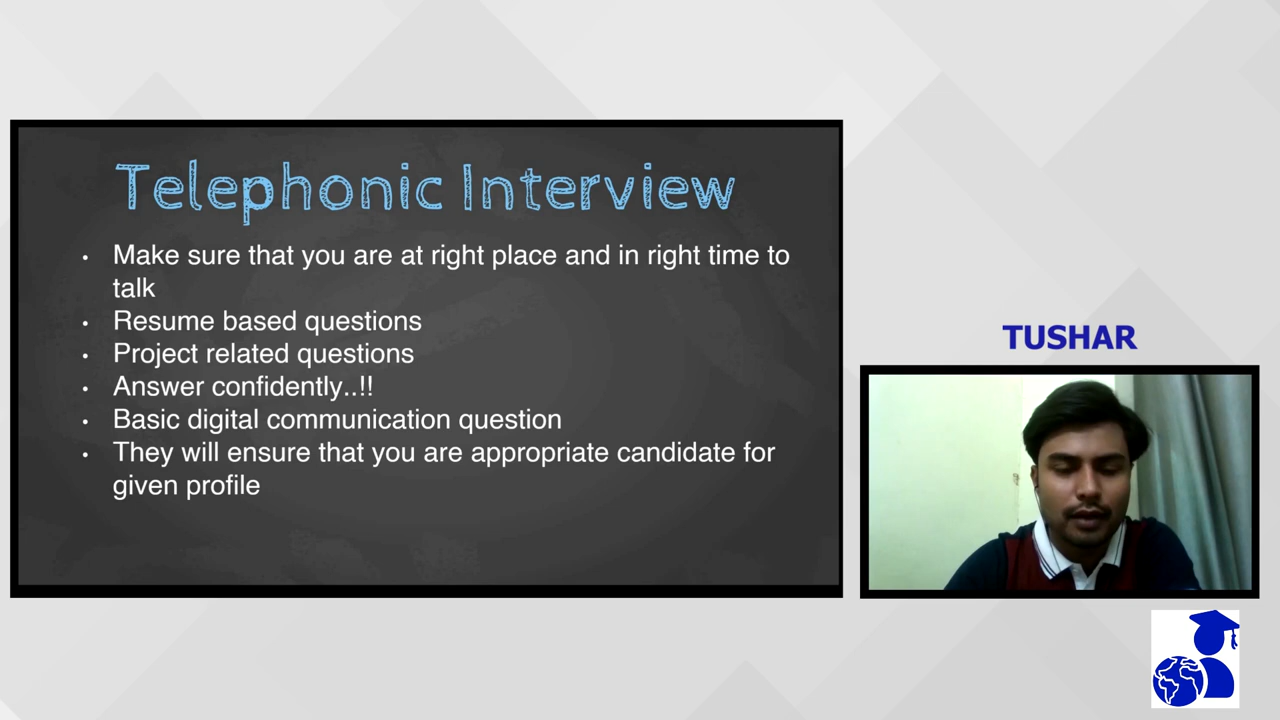 Telephonic Interview
• Make sure that you are at right place and in right time to
talk
• Resume based questions
• Project related questions
• Answer confidently..!!
• Basic digital communication question
• They will ensure that you are appropriate candidate for
given profile
TUSHAR